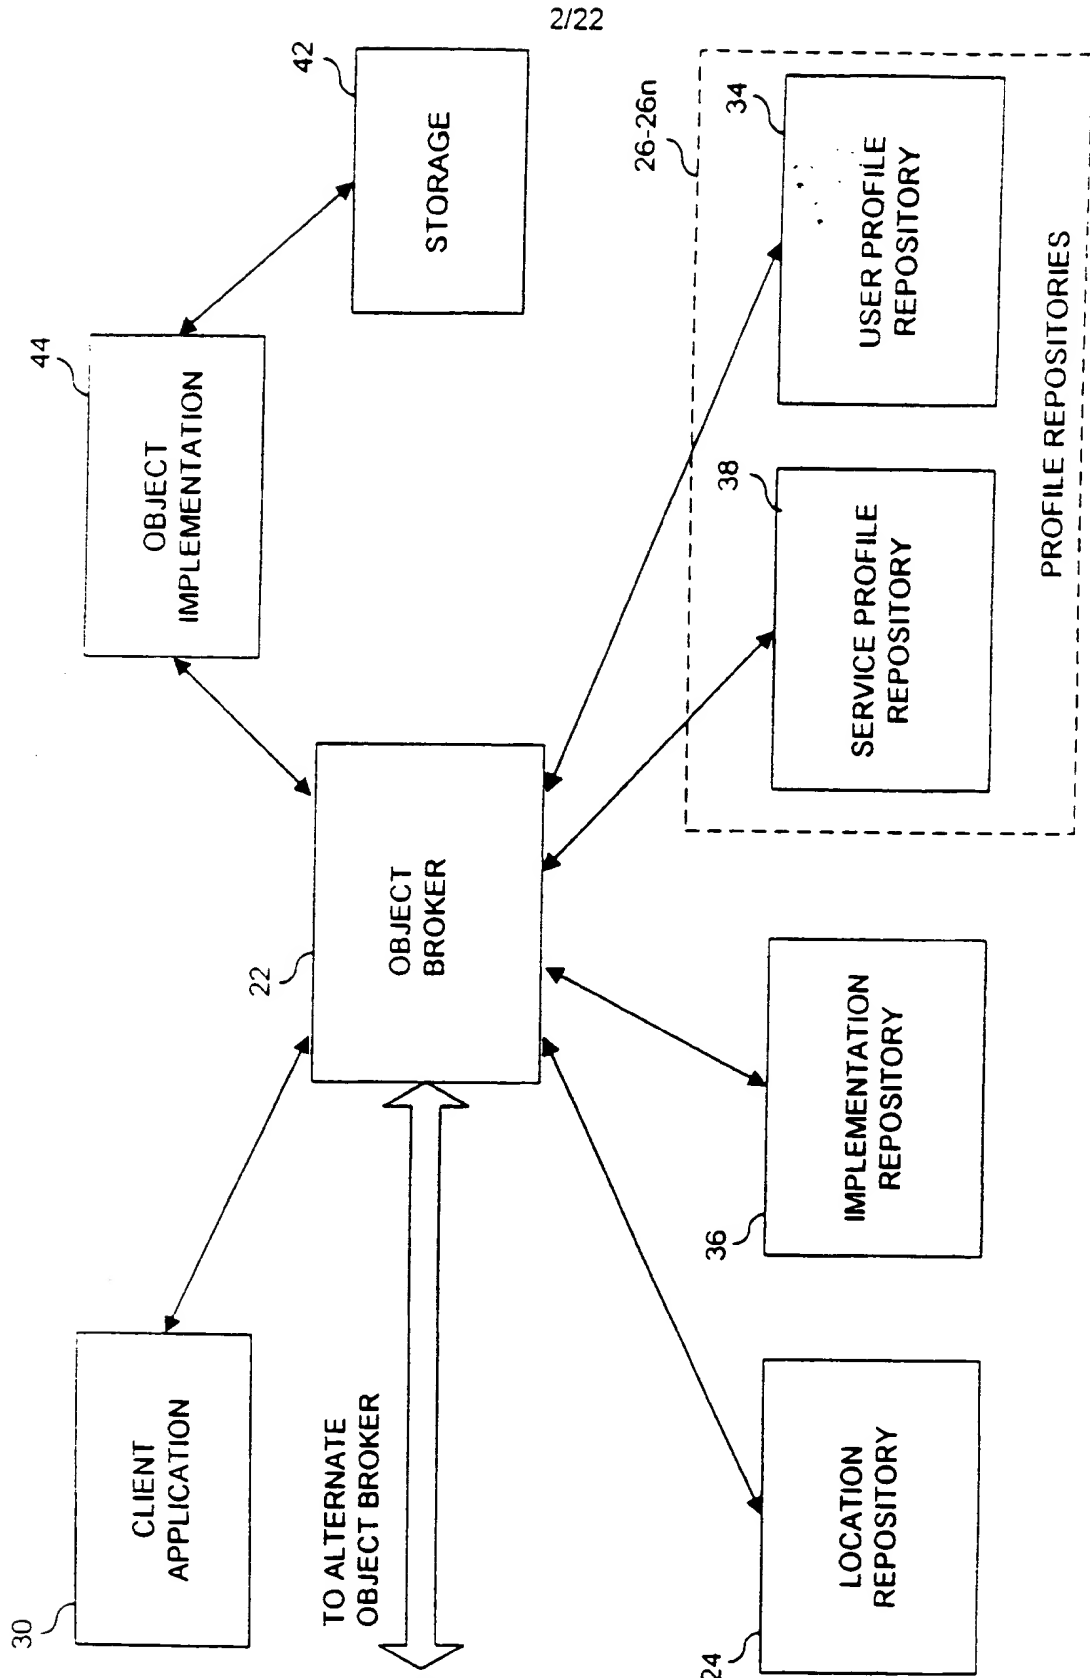 2/22
30
CLIENT
APPLICATION
44
OBJECT
IMPLEMENTATION
42
STORAGE
TO ALTERNATE
OBJECT BROKER
22
OBJECT
BROKER
24
LOCATION
REPOSITORY
36
IMPLEMENTATION
REPOSITORY
26-26n
38
SERVICE PROFILE
REPOSITORY
34
USER PROFILE
REPOSITORY
PROFILE REPOSITORIES